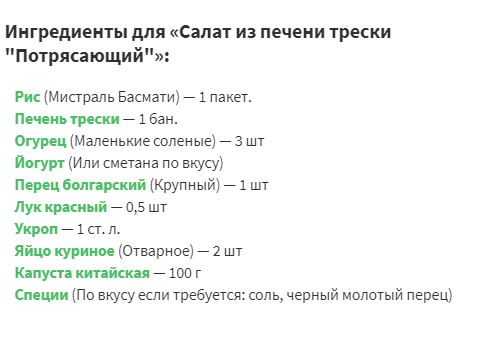 Ингредиенты для «Салат из печени трески
"Потрясающий"»:
Рис (Мистраль Басмати) — 1 пакет.
Печень трески — 1 бан.
Огурец (Маленькие соленые) — 3 шт
Йогурт (Или сметана по вкусу)
Перец болгарский (Крупный) — 1 шт
Лук красный — 0,5 шт
Укроп — 1 ст. л.
Яйцо куриное (Отварное) — 2 шт
Капуста китайская — 100 г
Специи (По вкусу если требуется: соль, черный молотый перец)